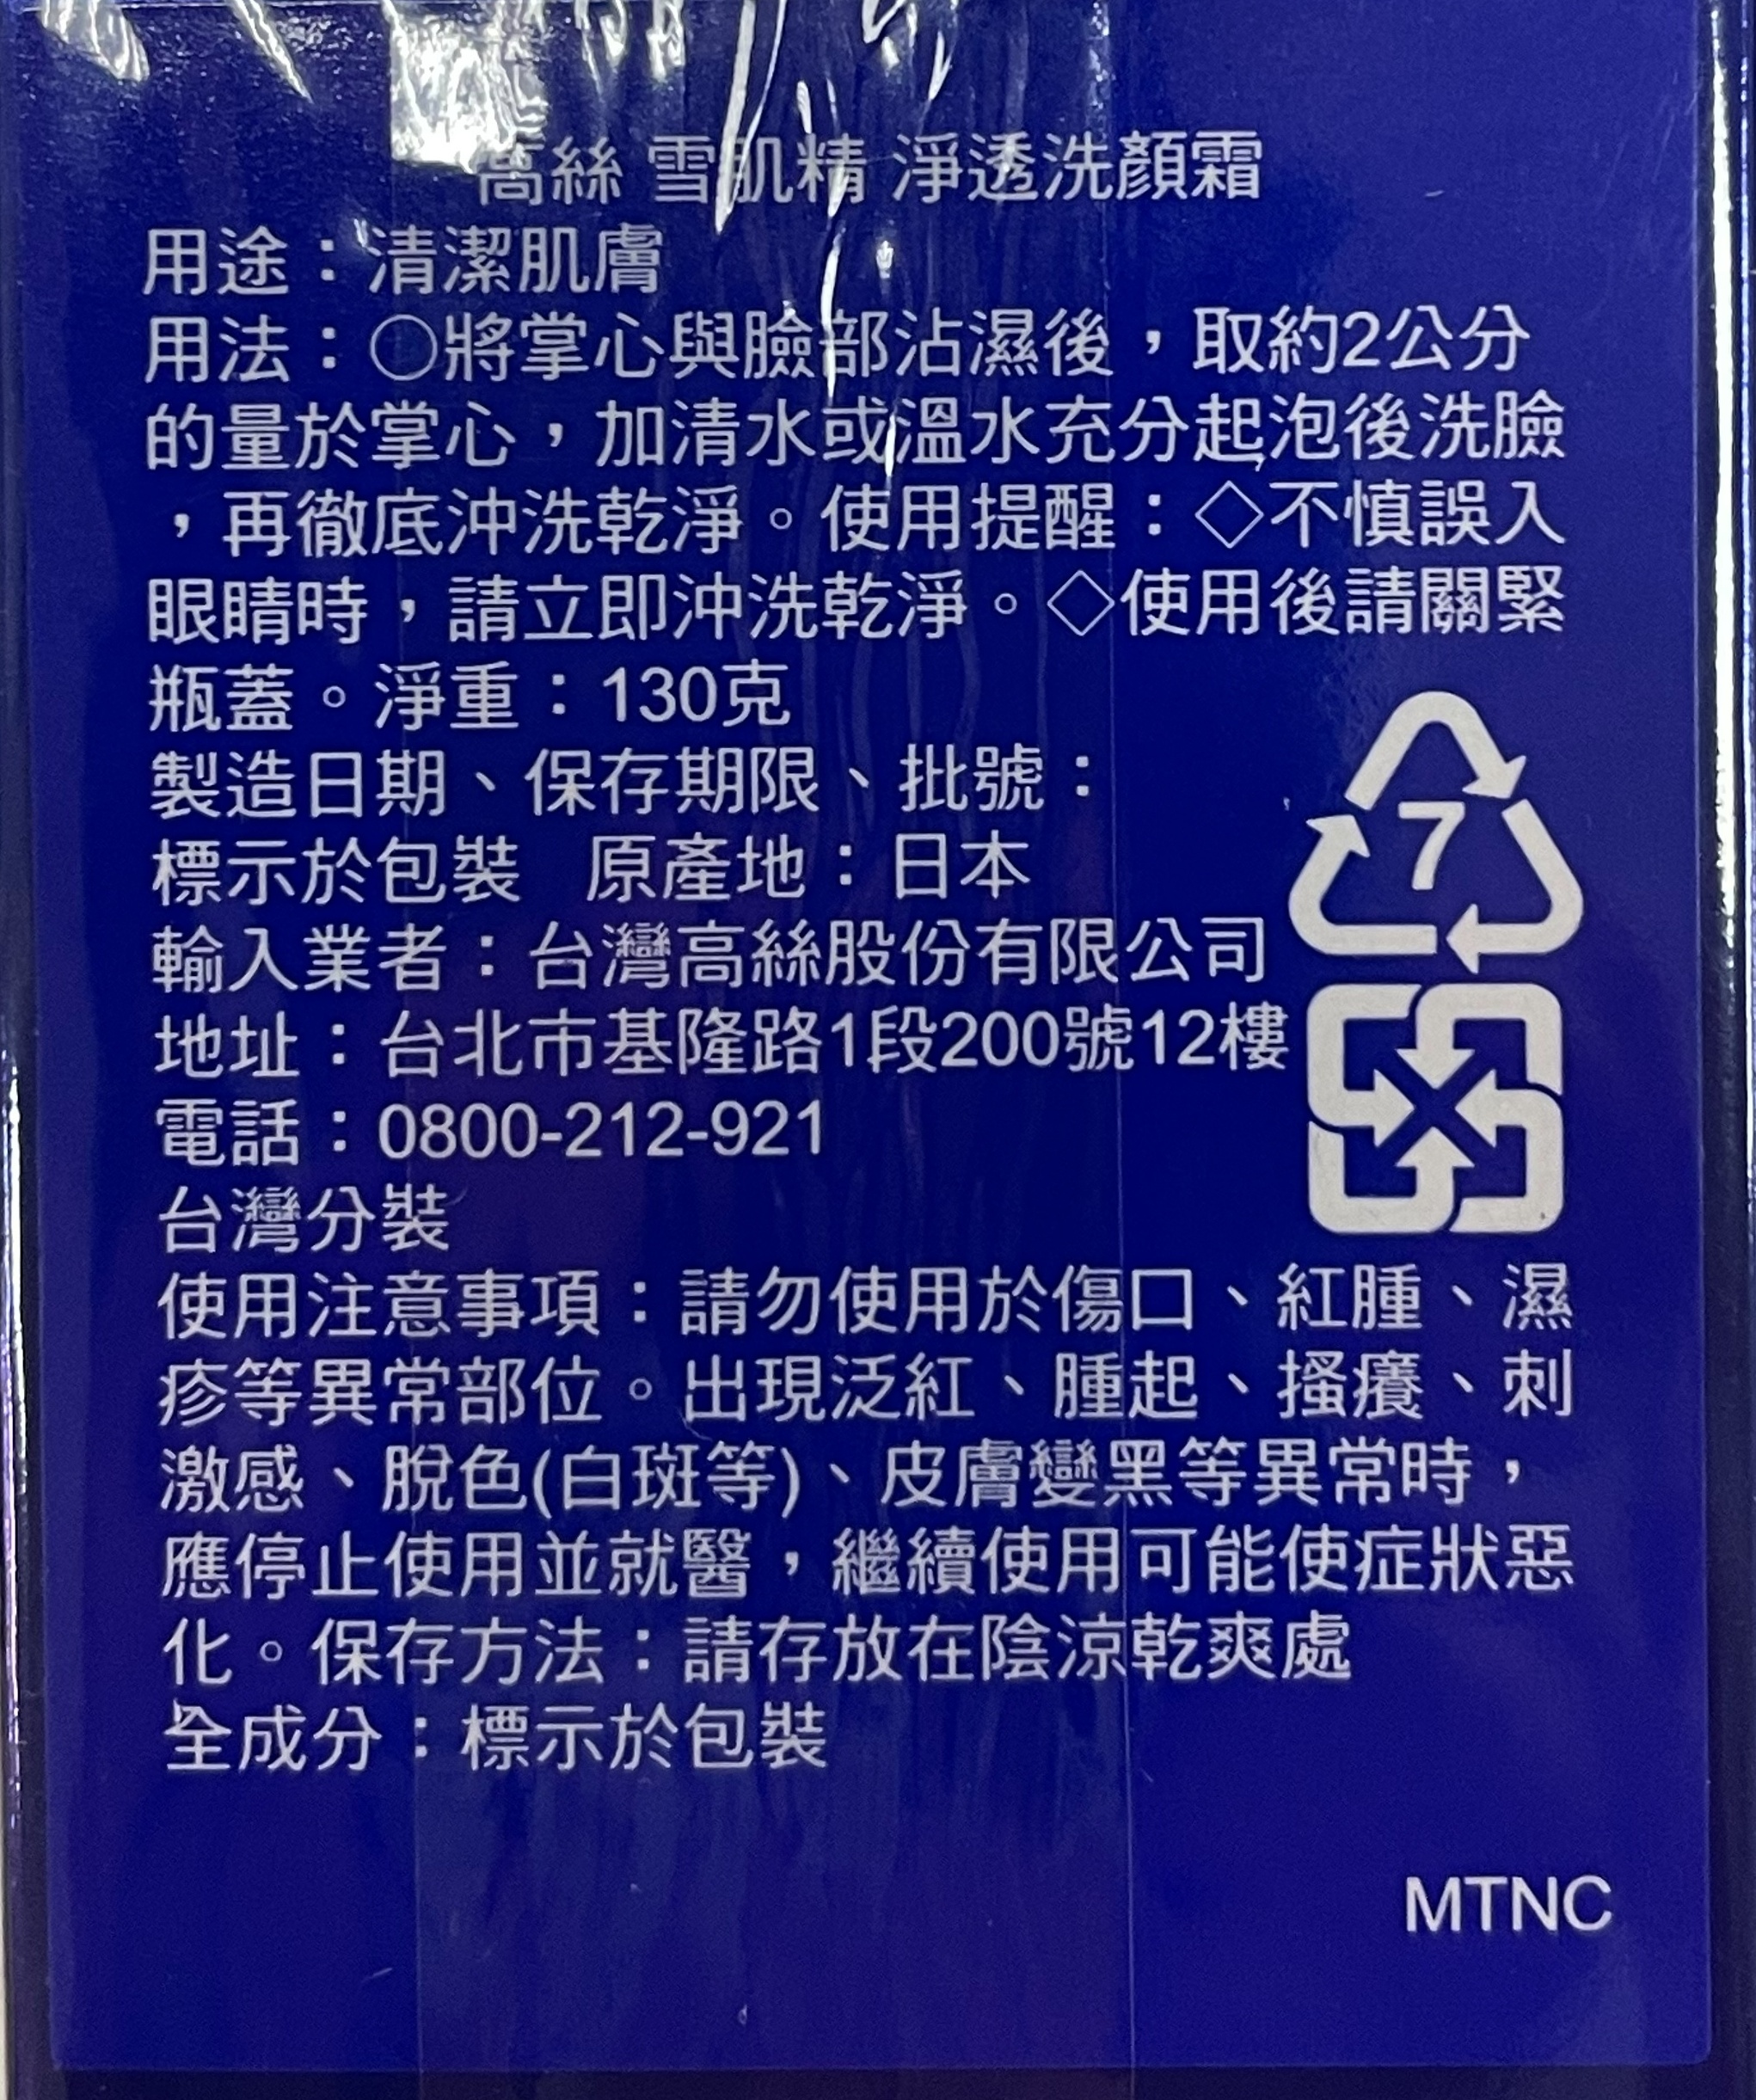 高絲 雪肌精 淨透洗顏霜
用途：清潔肌膚
用法：○將掌心與臉部沾濕後，取約2公分
的量於掌心，加清水或溫水充分起泡後洗臉
，再徹底沖洗乾淨。使用提醒：◇不慎誤入
眼睛時，請立即沖洗乾淨。◇使用後請關緊
瓶蓋。淨重：130克
製造日期、保存期限、批號：
標示於包裝 原產地：日本
7
輸入業者：台灣高絲股份有限公司
地址：台北市基隆路1段200號12樓
電話：0800-212-921
台灣分裝
使用注意事項：請勿使用於傷口、紅腫、濕
疹等異常部位。出現泛紅、腫起、搔癢、刺
激感、脫色(白斑等)、皮膚變黑等異常時，
應停止使用並就醫，繼續使用可能使症狀惡
化。保存方法：請存放在陰涼乾爽處
全成分：標示於包裝
MTNC